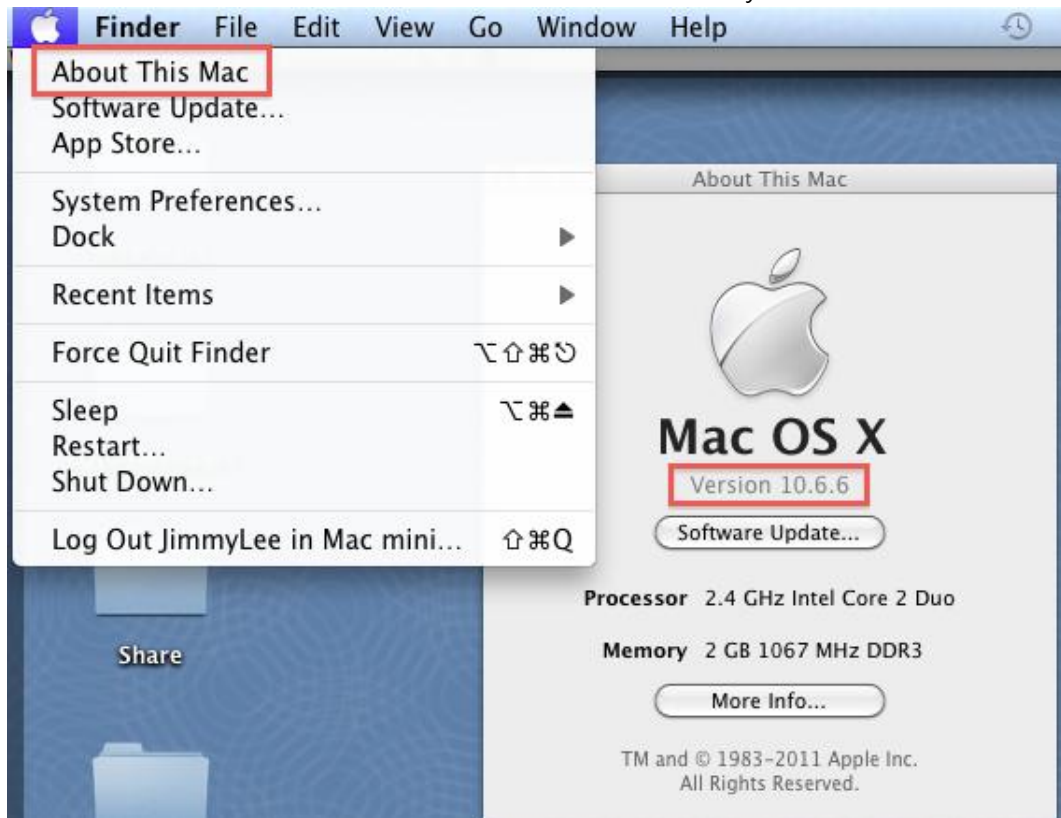 Finder File Edit View Go Window Help
About This Mac
Software Update...
App Store...
System Preferences...
Dock
Recent Items
Force Quit Finder ⌥⇧⌘⎋
Sleep ⌥⌘⏏
Restart...
Shut Down...
Log Out JimmyLee in Mac mini... ⇧⌘Q
Share
About This Mac
Mac OS X
Version 10.6.6
Software Update...
Processor 2.4 GHz Intel Core 2 Duo
Memory 2 GB 1067 MHz DDR3
More Info...
TM and © 1983-2011 Apple Inc.
All Rights Reserved.